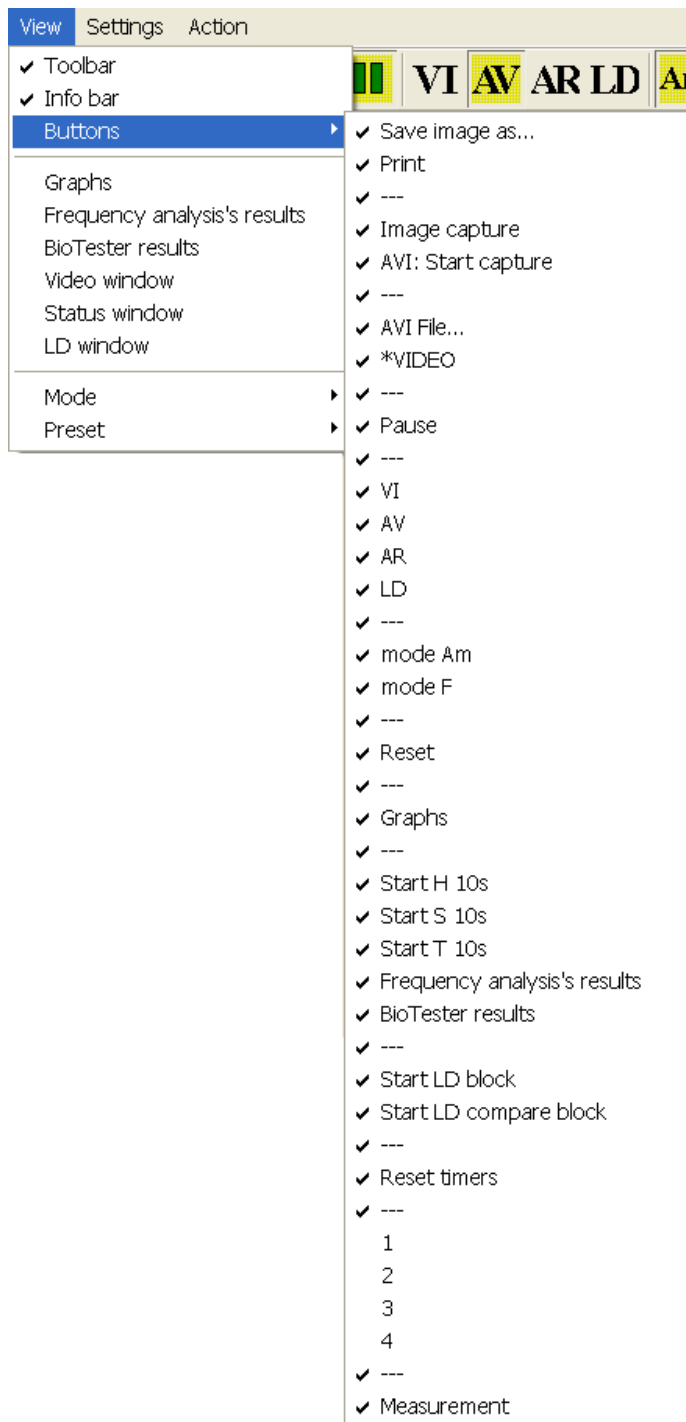 View Settings Action
Toolbar
Info bar
Buttons
Graphs
Frequency analysis's results
BioTester results
Video window
Status window
LD window
Mode
Preset
VI AV AR LD
Save image as...
Print
---
Image capture
AVI: Start capture
---
AVI File...
*VIDEO
---
Pause
---
VI
AV
AR
LD
---
mode Am
mode F
---
Reset
---
Graphs
---
Start H 10s
Start S 10s
Start T 10s
Frequency analysis's results
BioTester results
---
Start LD block
Start LD compare block
---
Reset timers
---
1
2
3
4
---
Measurement